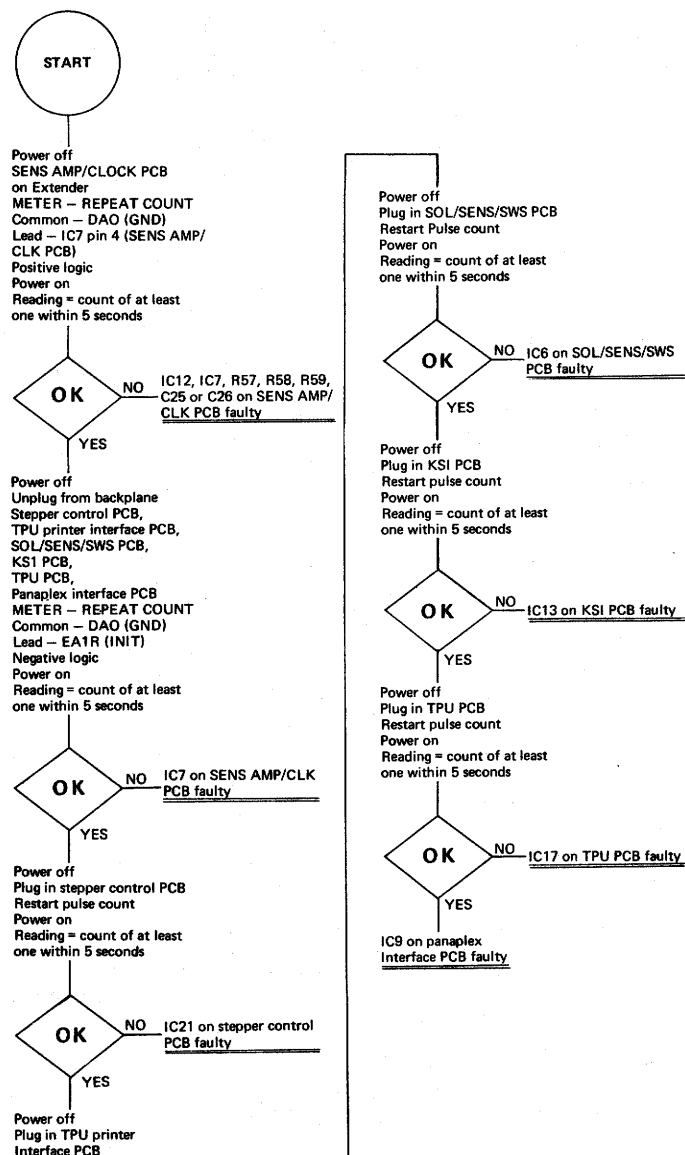 START
Power off
SENS AMP/CLOCK PCB
on Extender
METER – REPEAT COUNT
Common – DAO (GND)
Lead – IC7 pin 4 (SENS AMP/
CLK PCB)
Positive logic
Power on
Reading = count of at least
one within 5 seconds
OK
NO
IC12, IC7, R57, R58, R59,
C25 or C26 on SENS AMP/
CLK PCB faulty
YES
Power off
Unplug from backplane
Stepper control PCB,
TPU printer interface PCB,
SOL/SENS/SWS PCB,
KS1 PCB,
TPU PCB,
Panaplex interface PCB
METER – REPEAT COUNT
Common – DAO (GND)
Lead – EA1R (INIT)
Negative logic
Power on
Reading = count of at least
one within 5 seconds
OK
NO
IC7 on SENS AMP/CLK
PCB faulty
YES
Power off
Plug in stepper control PCB
Restart pulse count
Power on
Reading = count of at least
one within 5 seconds
OK
NO
IC21 on stepper control
PCB faulty
YES
Power off
Plug in TPU printer
Interface PCB
Power off
Plug in SOL/SENS/SWS PCB
Restart Pulse count
Power on
Reading = count of at least
one within 5 seconds
OK
NO
IC6 on SOL/SENS/SWS
PCB faulty
YES
Power off
Plug in KSI PCB
Restart pulse count
Power on
Reading = count of at least
one within 5 seconds
OK
NO
IC13 on KSI PCB faulty
YES
Power off
Plug in TPU PCB
Restart pulse count
Power on
Reading = count of at least
one within 5 seconds
OK
NO
IC17 on TPU PCB faulty
YES
IC9 on panaplex
Interface PCB faulty